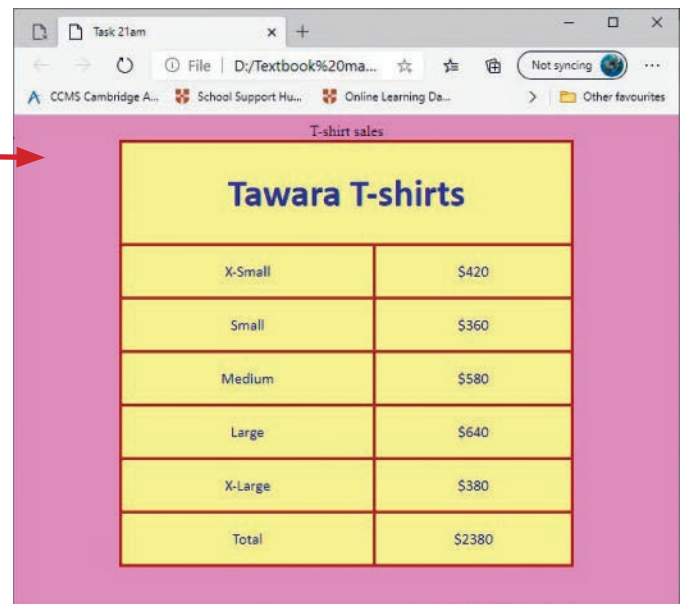 Task 21am
File | D:/Textbook%20ma... Not syncing
CCMS Cambridge A... School Support Hu... Online Learning Da... Other favourites
T-shirt sales
Tawara T-shirts
X-Small $420
Small $360
Medium $580
Large $640
X-Large $380
Total $2380